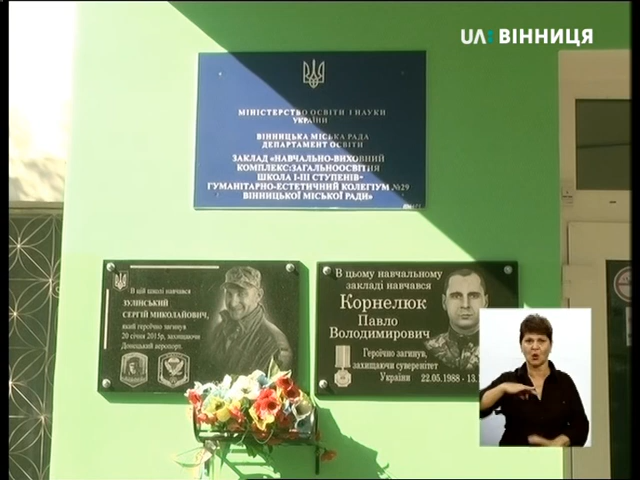 UA: ВІННИЦЯ
МІНІСТЕРСТВО ОСВІТИ І НАУКИ
УКРАЇНИ
ВІННИЦЬКА МІСЬКА РАДА
ДЕПАРТАМЕНТ ОСВІТИ
ЗАКЛАД «НАВЧАЛЬНО-ВИХОВНИЙ
КОМПЛЕКС:ЗАГАЛЬНООСВІТНЯ
ШКОЛА І-ІІІ СТУПЕНІВ-
ГУМАНІТАРНО-ЕСТЕТИЧНИЙ КОЛЕГІУМ №29
ВІННИЦЬКОЇ МІСЬКОЇ РАДИ»
В цій школі навчався
ЗУЛІНСЬКИЙ
СЕРГІЙ МИКОЛАЙОВИЧ,
який героїчно загинув
20 січня 2015р, захищаючи
Донецький аеропорт.
В цьому навчальному
закладі навчався
Корнелюк
Павло
Володимирович
Героїчно загинув,
захищаючи суверенітет
України 22.05.1988 - 13.